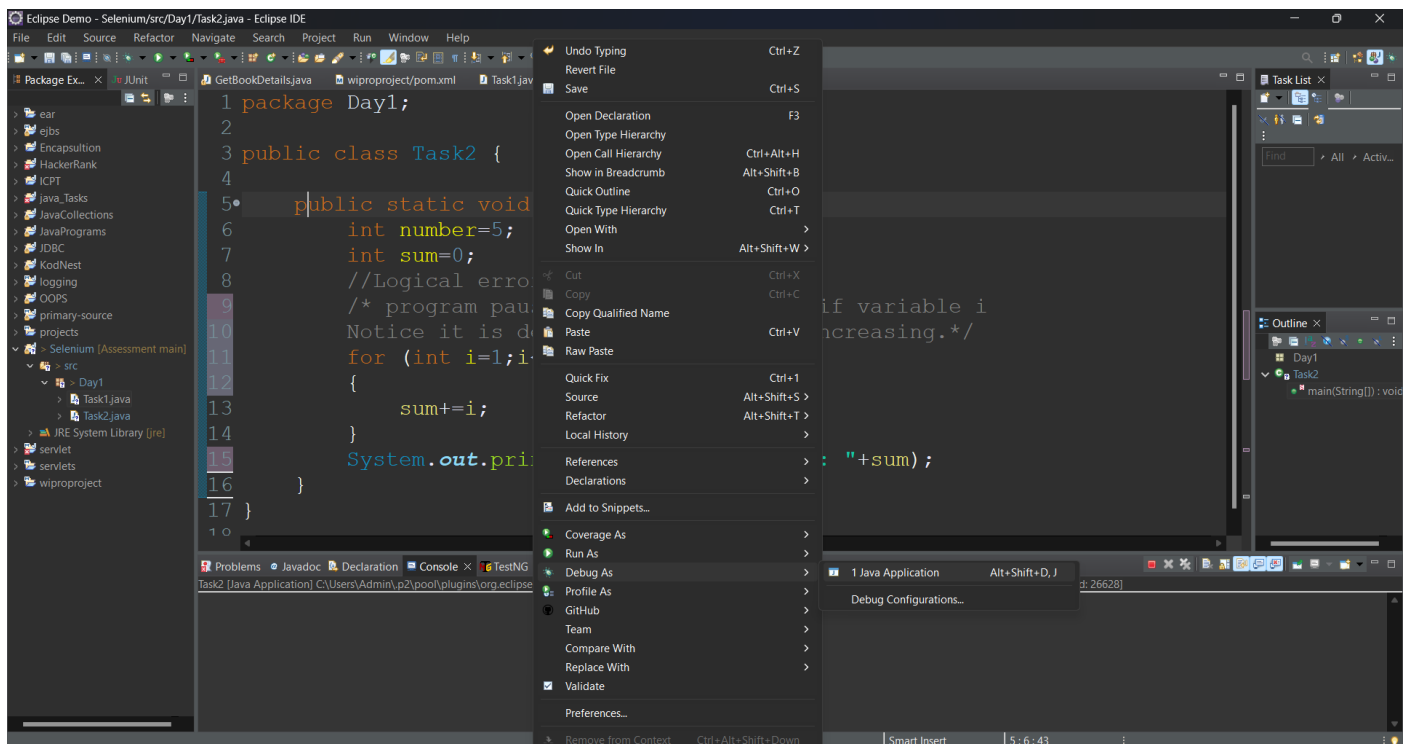 Eclipse Demo - Selenium/src/Day1/Task2.java - Eclipse IDE
File Edit Source Refactor Navigate Search Project Run Window Help
Package Ex... JUnit
ear
ejbs
Encapsultion
HackerRank
ICPT
java_Tasks
JavaCollections
JavaPrograms
JDBC
KodNest
logging
OOPS
primary-source
projects
> Selenium [Assessment main]
> src
> Day1
Task1.java
Task2.java
JRE System Library [jre]
servlet
servlets
wiproproject
GetBookDetails.java wiproproject/pom.xml Task1.jav
1 package Day1;
2
3 public class Task2 {
4
5 public static void
6 int number=5;
7 int sum=0;
8 //Logical erro
9 /* program pau if variable i
10 Notice it is d ncreasing.*/
11 for (int i=1;i
12 {
13 sum+=i;
14 }
15 System.out.pri : "+sum);
16 }
17 }
Undo Typing Ctrl+Z
Revert File
Save Ctrl+S
Open Declaration F3
Open Type Hierarchy
Open Call Hierarchy Ctrl+Alt+H
Show in Breadcrumb Alt+Shift+B
Quick Outline Ctrl+O
Quick Type Hierarchy Ctrl+T
Open With >
Show In Alt+Shift+W >
Cut Ctrl+X
Copy Ctrl+C
Copy Qualified Name
Paste Ctrl+V
Raw Paste
Quick Fix Ctrl+1
Source Alt+Shift+S >
Refactor Alt+Shift+T >
Local History >
References >
Declarations >
Add to Snippets...
Coverage As >
Run As >
Debug As >
Profile As >
GitHub >
Team >
Compare With >
Replace With >
Validate
Preferences...
Remove from Context Ctrl+Alt+Shift+Down
1 Java Application Alt+Shift+D, J
Debug Configurations...
Task List
Find All Activ...
Outline
Day1
Task2
main(String[]) : void
Problems Javadoc Declaration Console TestNG
Task2 [Java Application] C:\Users\Admin\.p2\pool\plugins\org.eclipse d: 26628]
Smart Insert 5 : 6 : 43